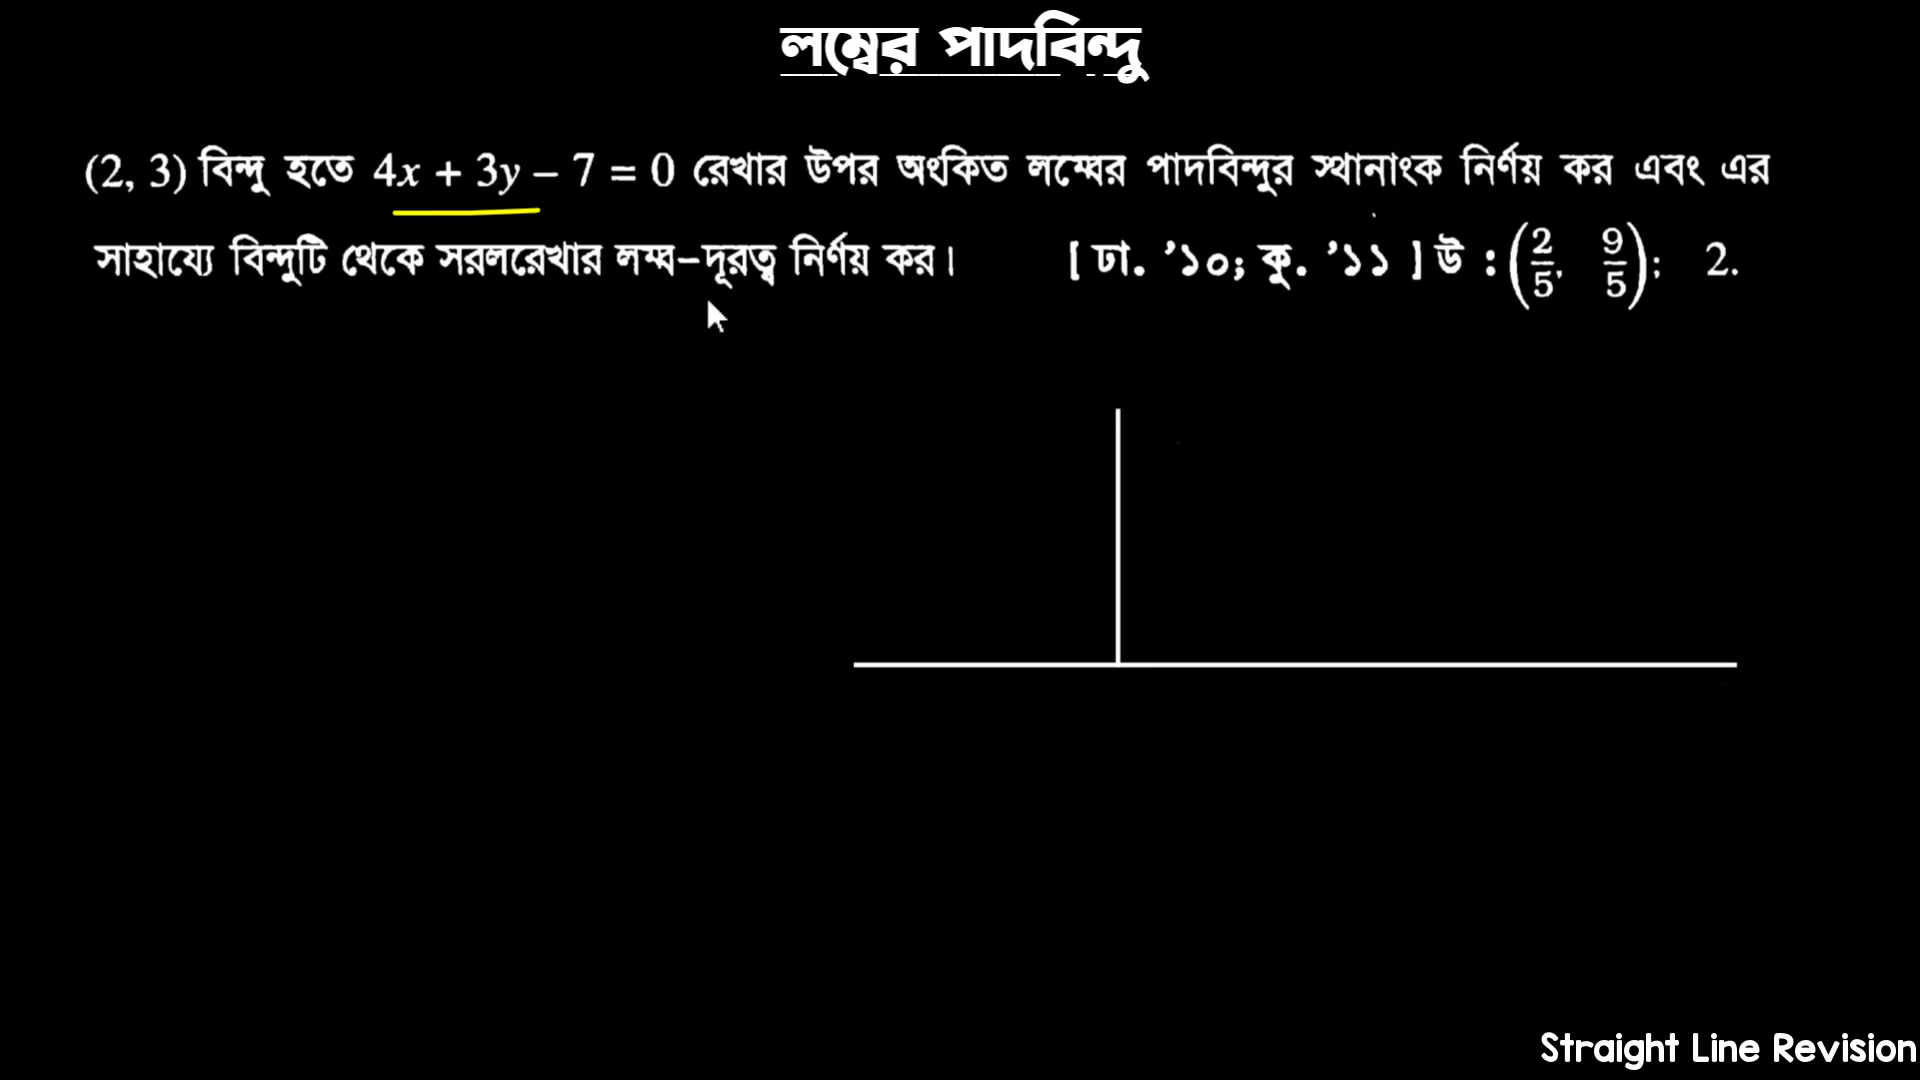 লম্বের পাদবিন্দু
(2, 3) বিন্দু হতে 4x + 3y – 7 = 0 রেখার উপর অংকিত লম্বের পাদবিন্দুর স্থানাংক নির্ণয় কর এবং এর
সাহায্যে বিন্দুটি থেকে সরলরেখার লম্ব–দূরত্ব নির্ণয় কর। [ ঢা. ’১০; কু. ’১১ ] উ : (2/5, 9/5); 2.
Straight Line Revision